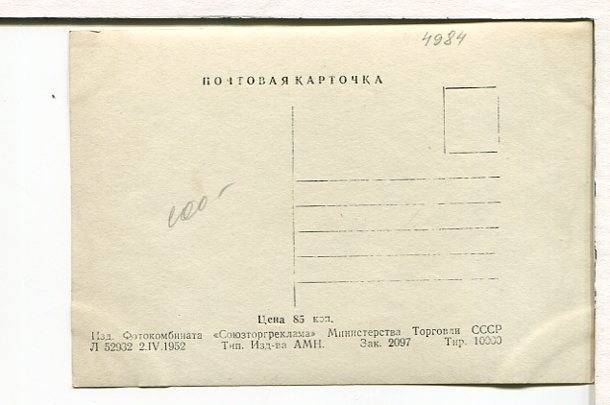 4984
ПОЧТОВАЯ КАРТОЧКА
100-
Цена 85 коп.
Изд. Фотокомбината «Союзторгреклама» Министерства Торговли СССР
Л 52932 2.IV.1952 Тип. Изд-ва АМН. Зак. 2097 Тир. 10000